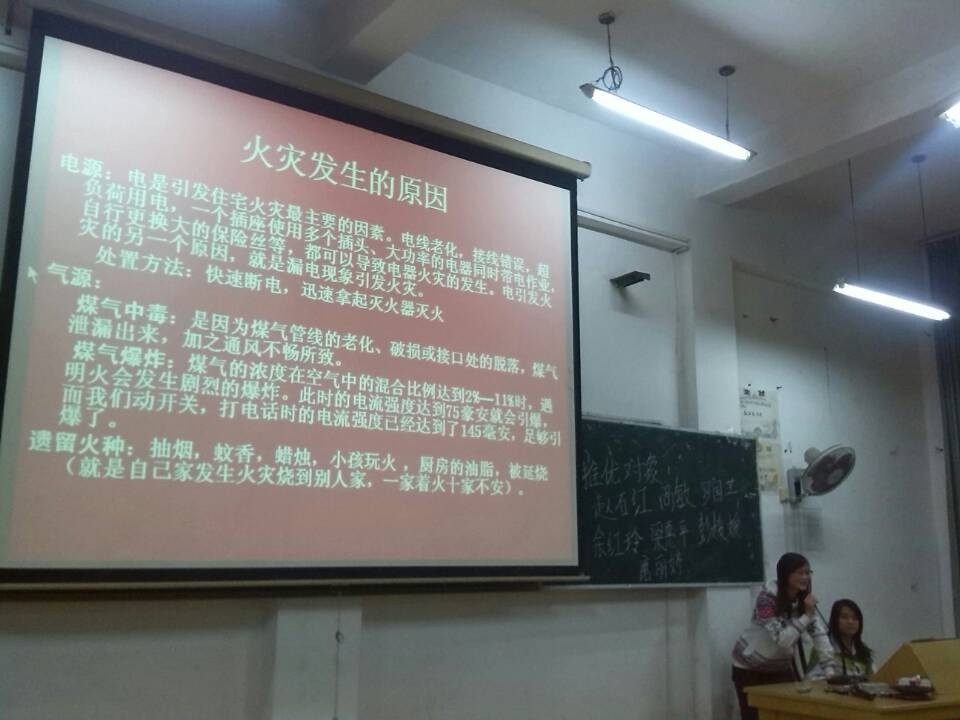 火灾发生的原因
电源：电是引发住宅火灾最主要的因素。电线老化，接线错误，超
负荷用电，一个插座使用多个插头、大功率的电器同时带电作业，
自行更换大的保险丝等，都可以导致电器火灾的发生。电引发火
灾的另一个原因，就是漏电现象引发火灾。
处置方法：快速断电，迅速拿起灭火器灭火
气源：
煤气中毒：是因为煤气管线的老化、破损或接口处的脱落，煤气
泄漏出来，加之通风不畅所致。
煤气爆炸：煤气的浓度在空气中的混合比例达到2%—11%时，遇
明火会发生剧烈的爆炸。此时的电流强度达到75豪安就会引爆，
而我们动开关，打电话时的电流强度已经达到了145毫安，足够引
爆了。
遗留火种：抽烟，蚊香，蜡烛，小孩玩火，厨房的油脂，被延烧
（就是自己家发生火灾烧到别人家，一家着火十家不安）。
推优对象：
红 周敏
余红玲